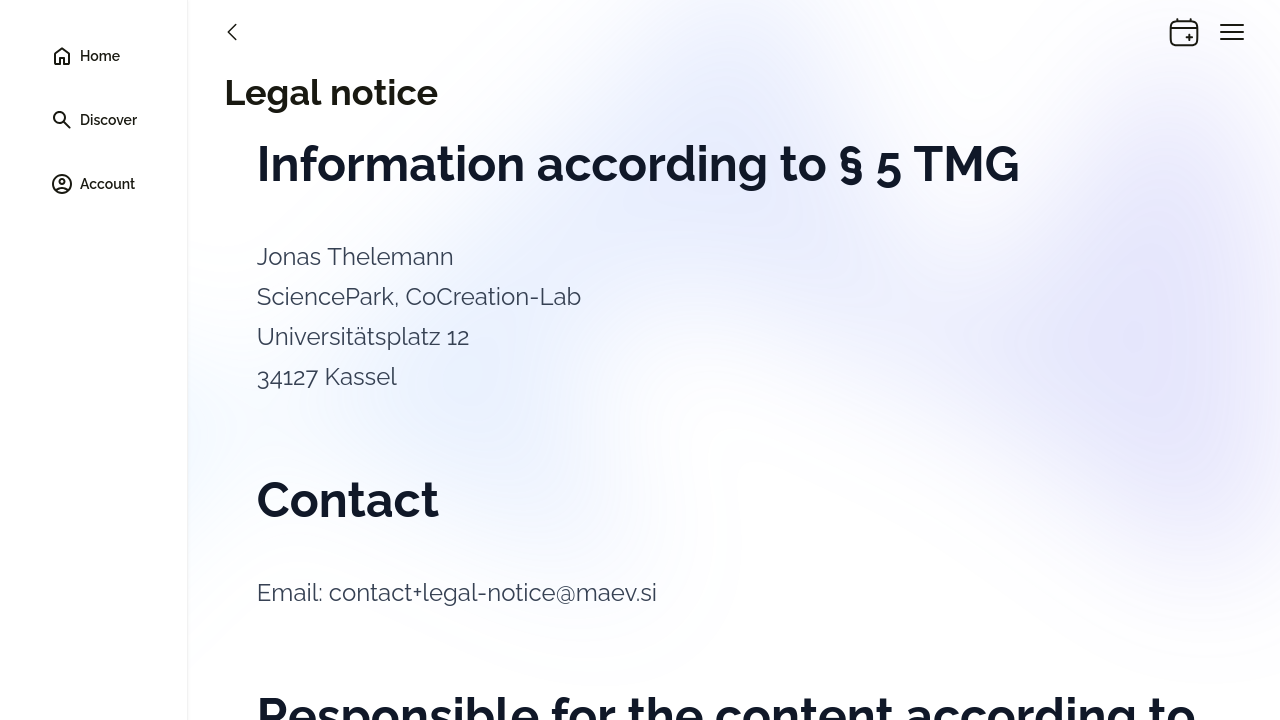 Home
Discover
Account
Legal notice
Information according to § 5 TMG
Jonas Thelemann
SciencePark, CoCreation-Lab
Universitätsplatz 12
34127 Kassel
Contact
Email: contact+legal-notice@maev.si
Responsible for the content according to